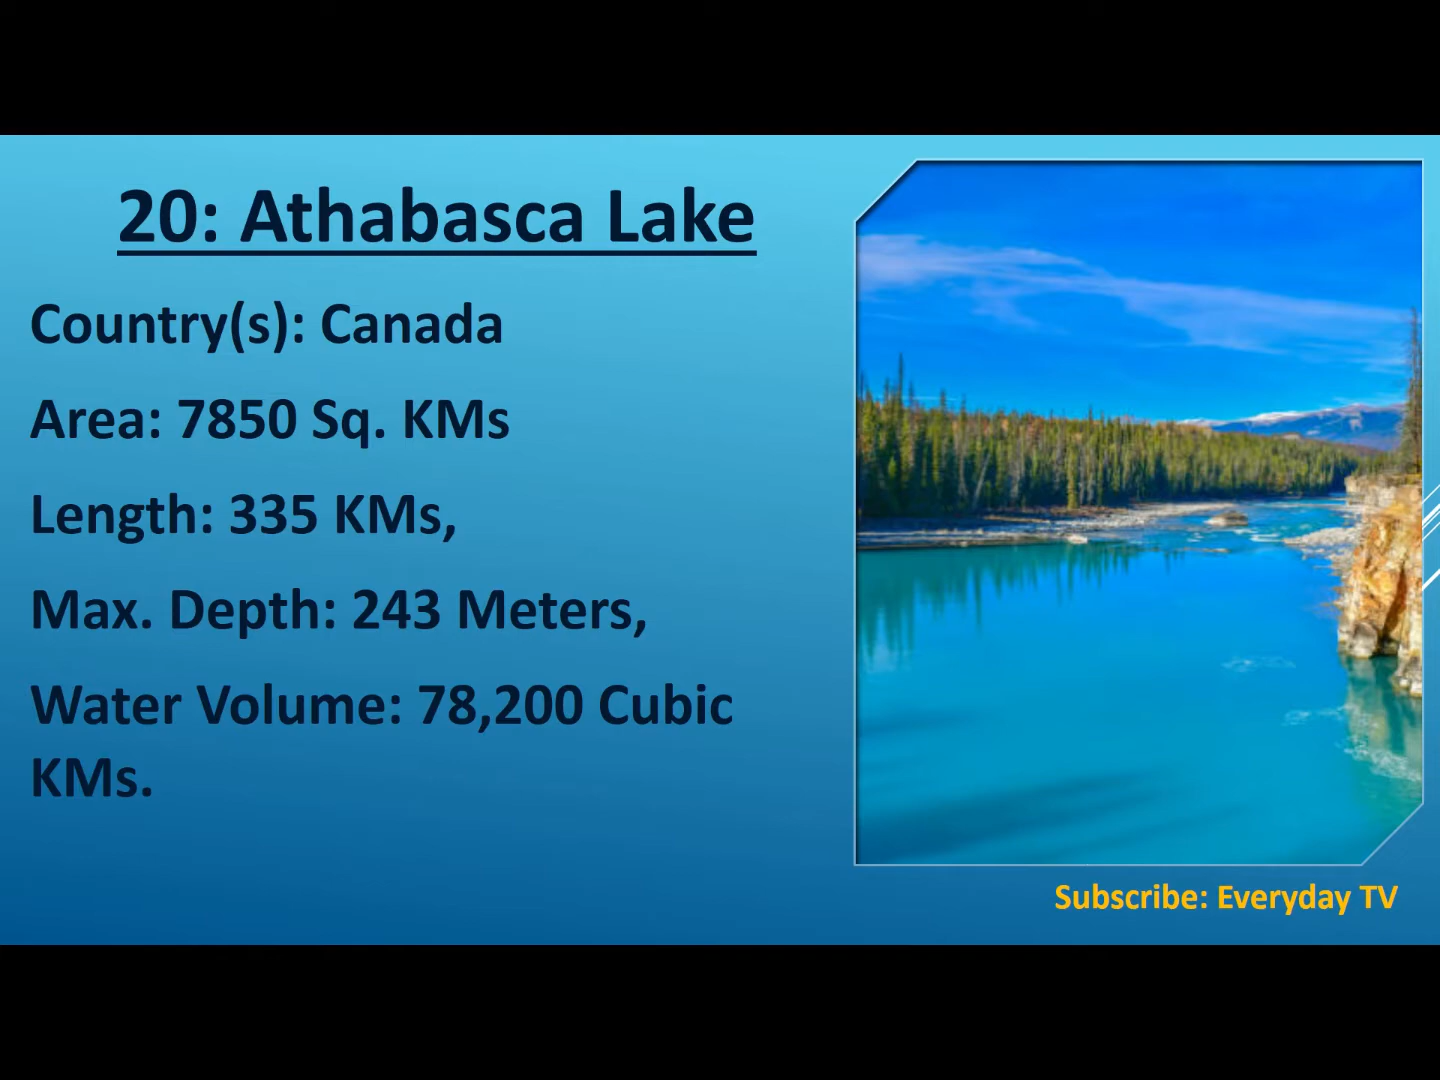 20: Athabasca Lake
Country(s): Canada
Area: 7850 Sq. KMs
Length: 335 KMs,
Max. Depth: 243 Meters,
Water Volume: 78,200 Cubic
KMs.
Subscribe: Everyday TV